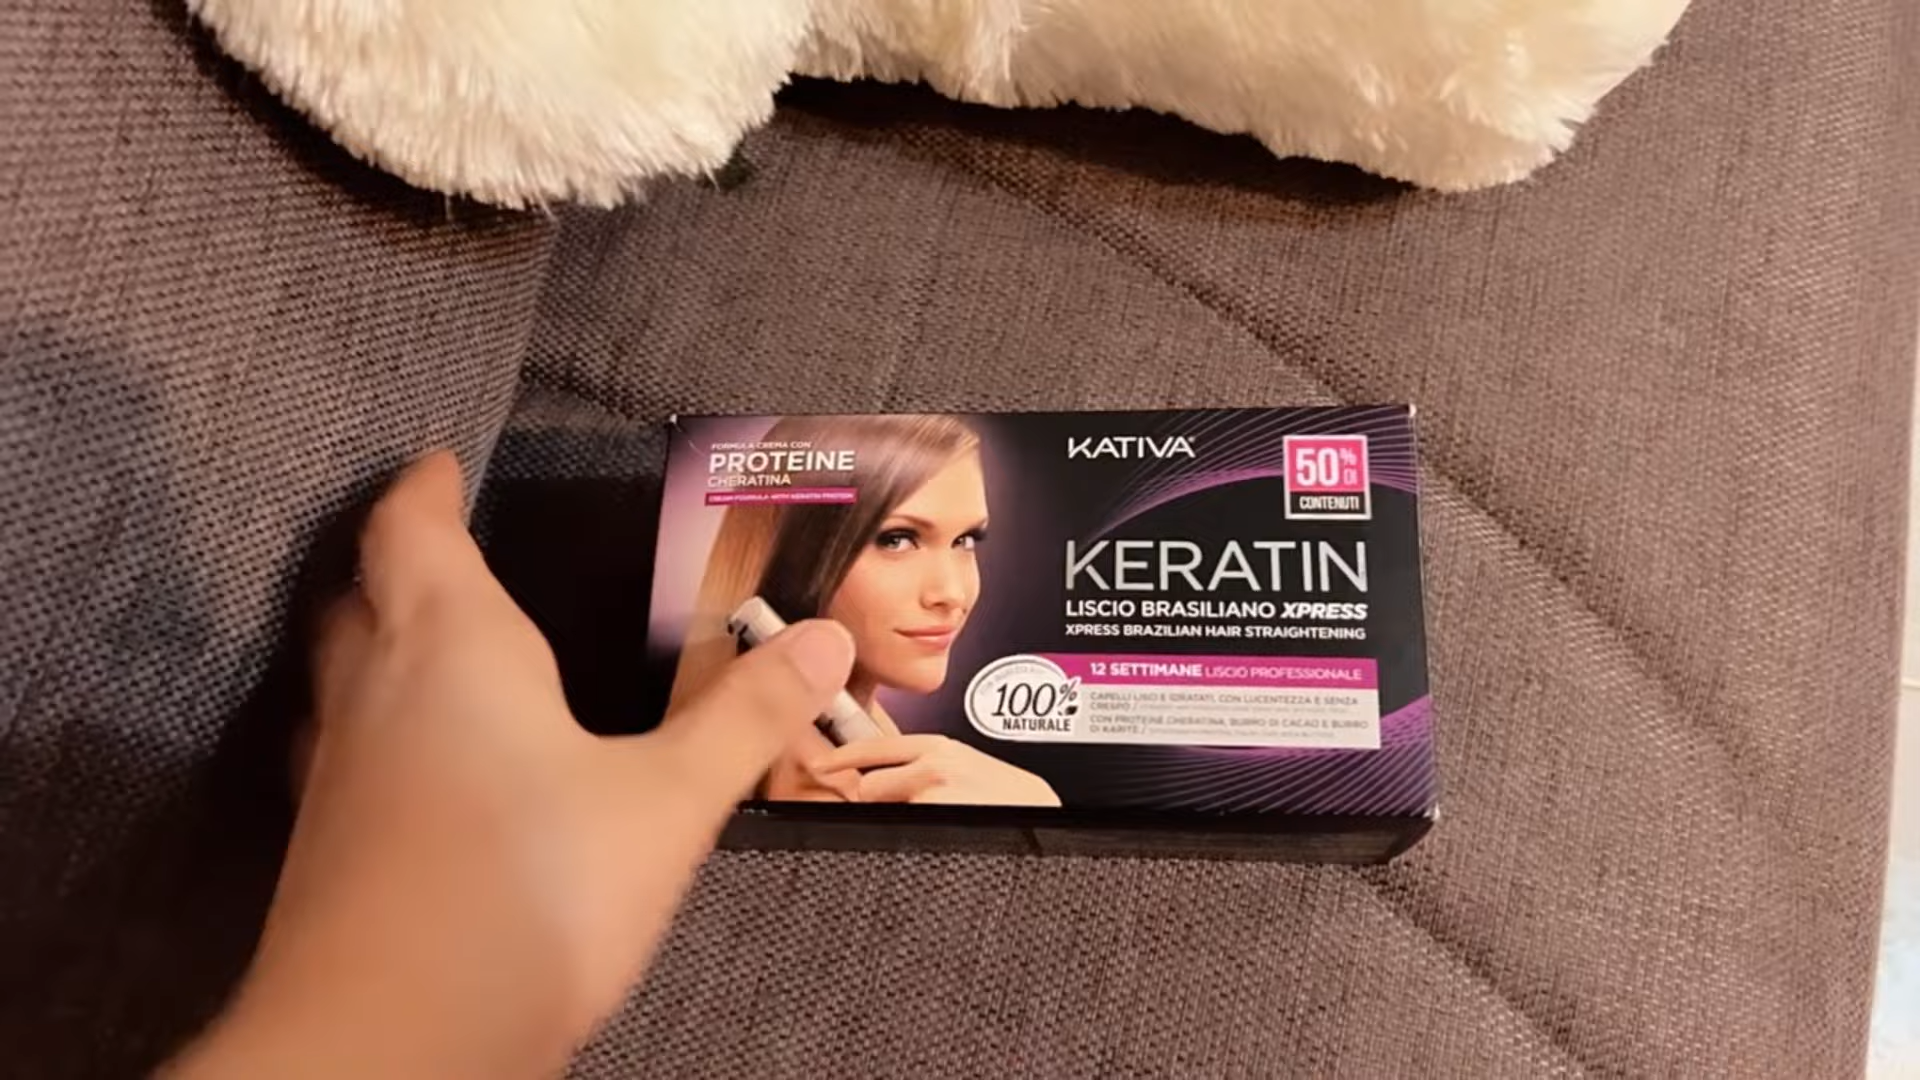 FORMULA CREMA CON
PROTEINE
CHERATINA
CREAM FORMULA WITH KERATIN PROTEIN
KATIVA
50% DI
CONTENUTI
KERATIN
LISCIO BRASILIANO XPRESS
XPRESS BRAZILIAN HAIR STRAIGHTENING
12 SETTIMANE LISCIO PROFESSIONALE
100%
NATURALE
CAPELLI LISCI E IDRATATI, CON LUCENTEZZA E SENZA
CRESPO /
CON PROTEINE CHERATINA, BURRO DI CACAO E BURRO
DI KARITÉ /